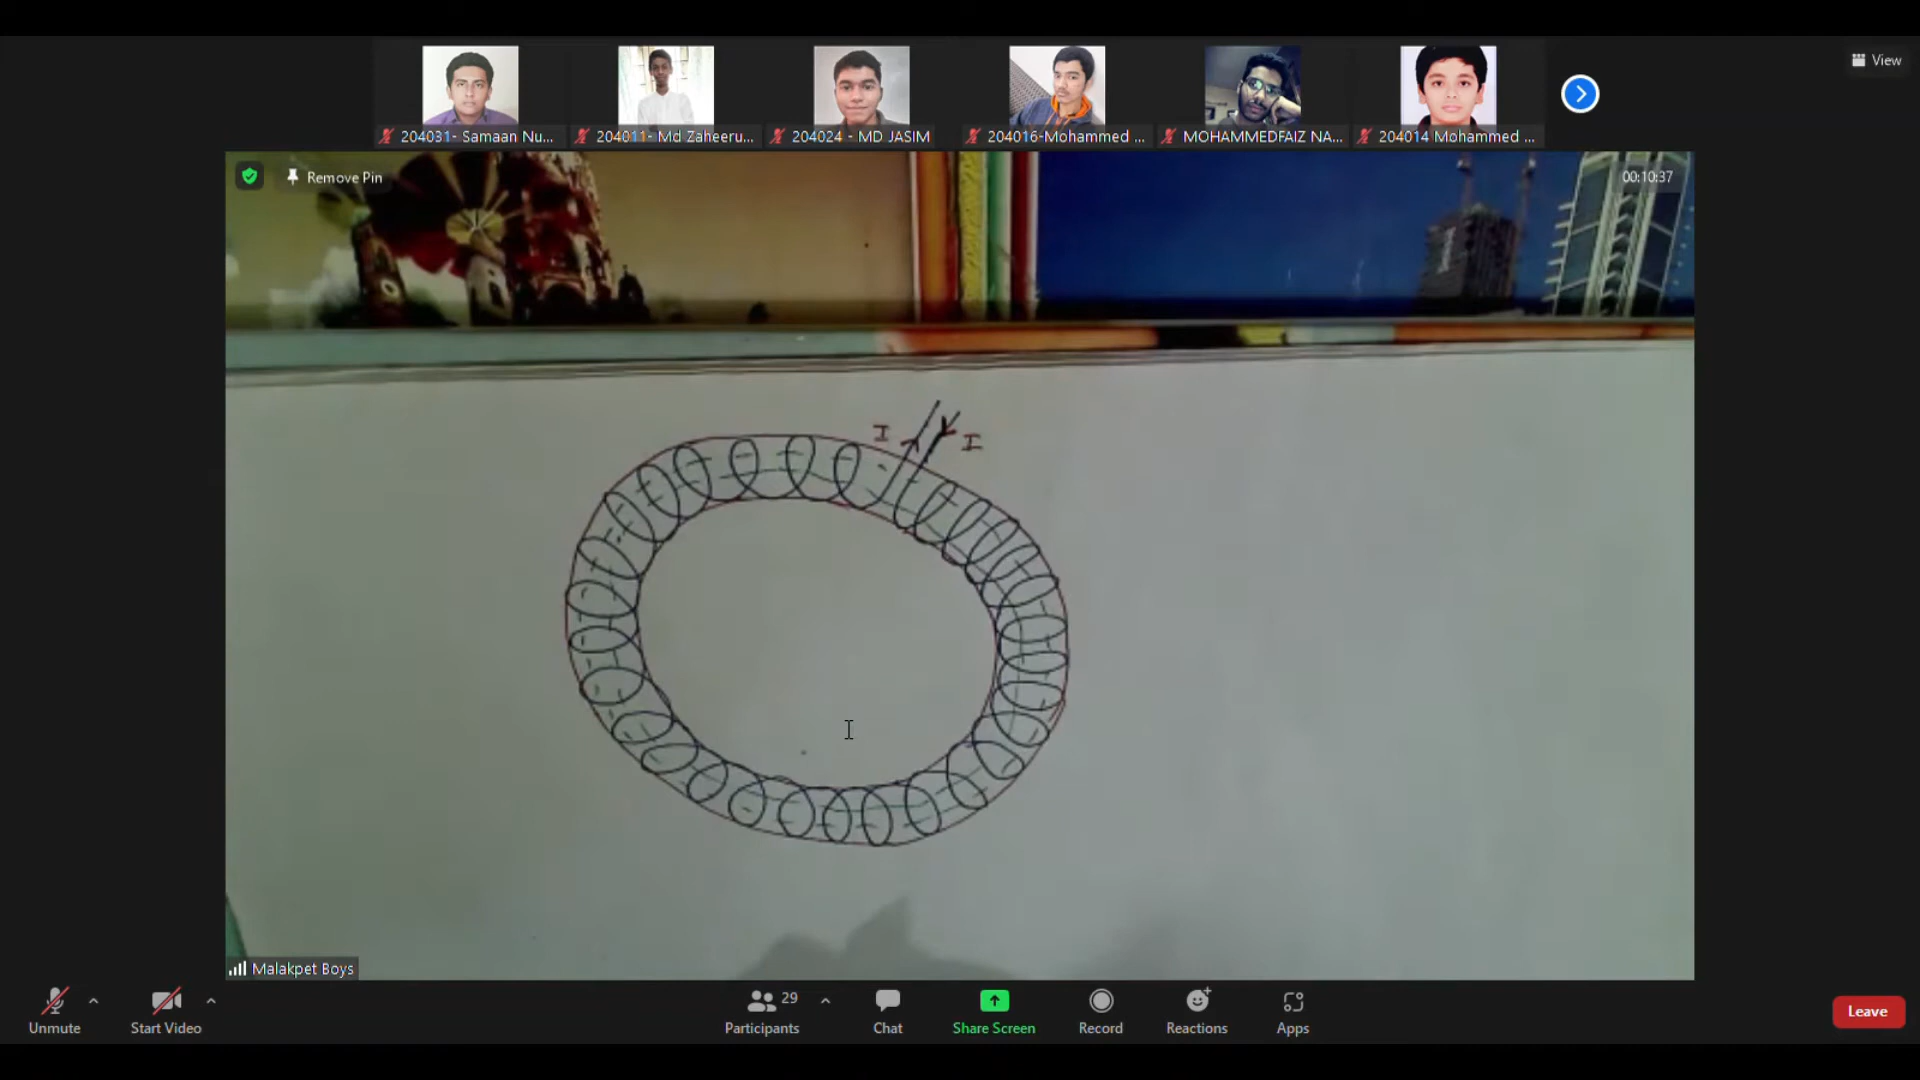 View
204031- Samaan Nu...
204011- Md Zaheeru...
204024 - MD JASIM
204016-Mohammed ...
MOHAMMEDFAIZ NA...
204014 Mohammed ...
Remove Pin
00:10:37
I I
Malakpet Boys
Unmute
Start Video
29
Participants
Chat
Share Screen
Record
Reactions
Apps
Leave